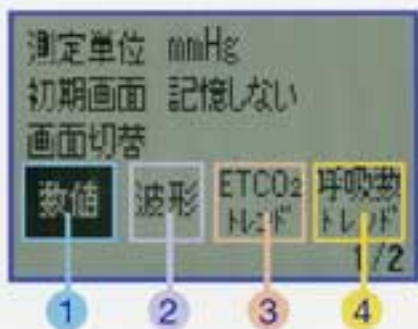 測定単位 mmHg
初期画面 記憶しない
画面切替
数値 波形 ETCO2 トレンド 呼吸数 トレンド
1/2
1 2 3 4